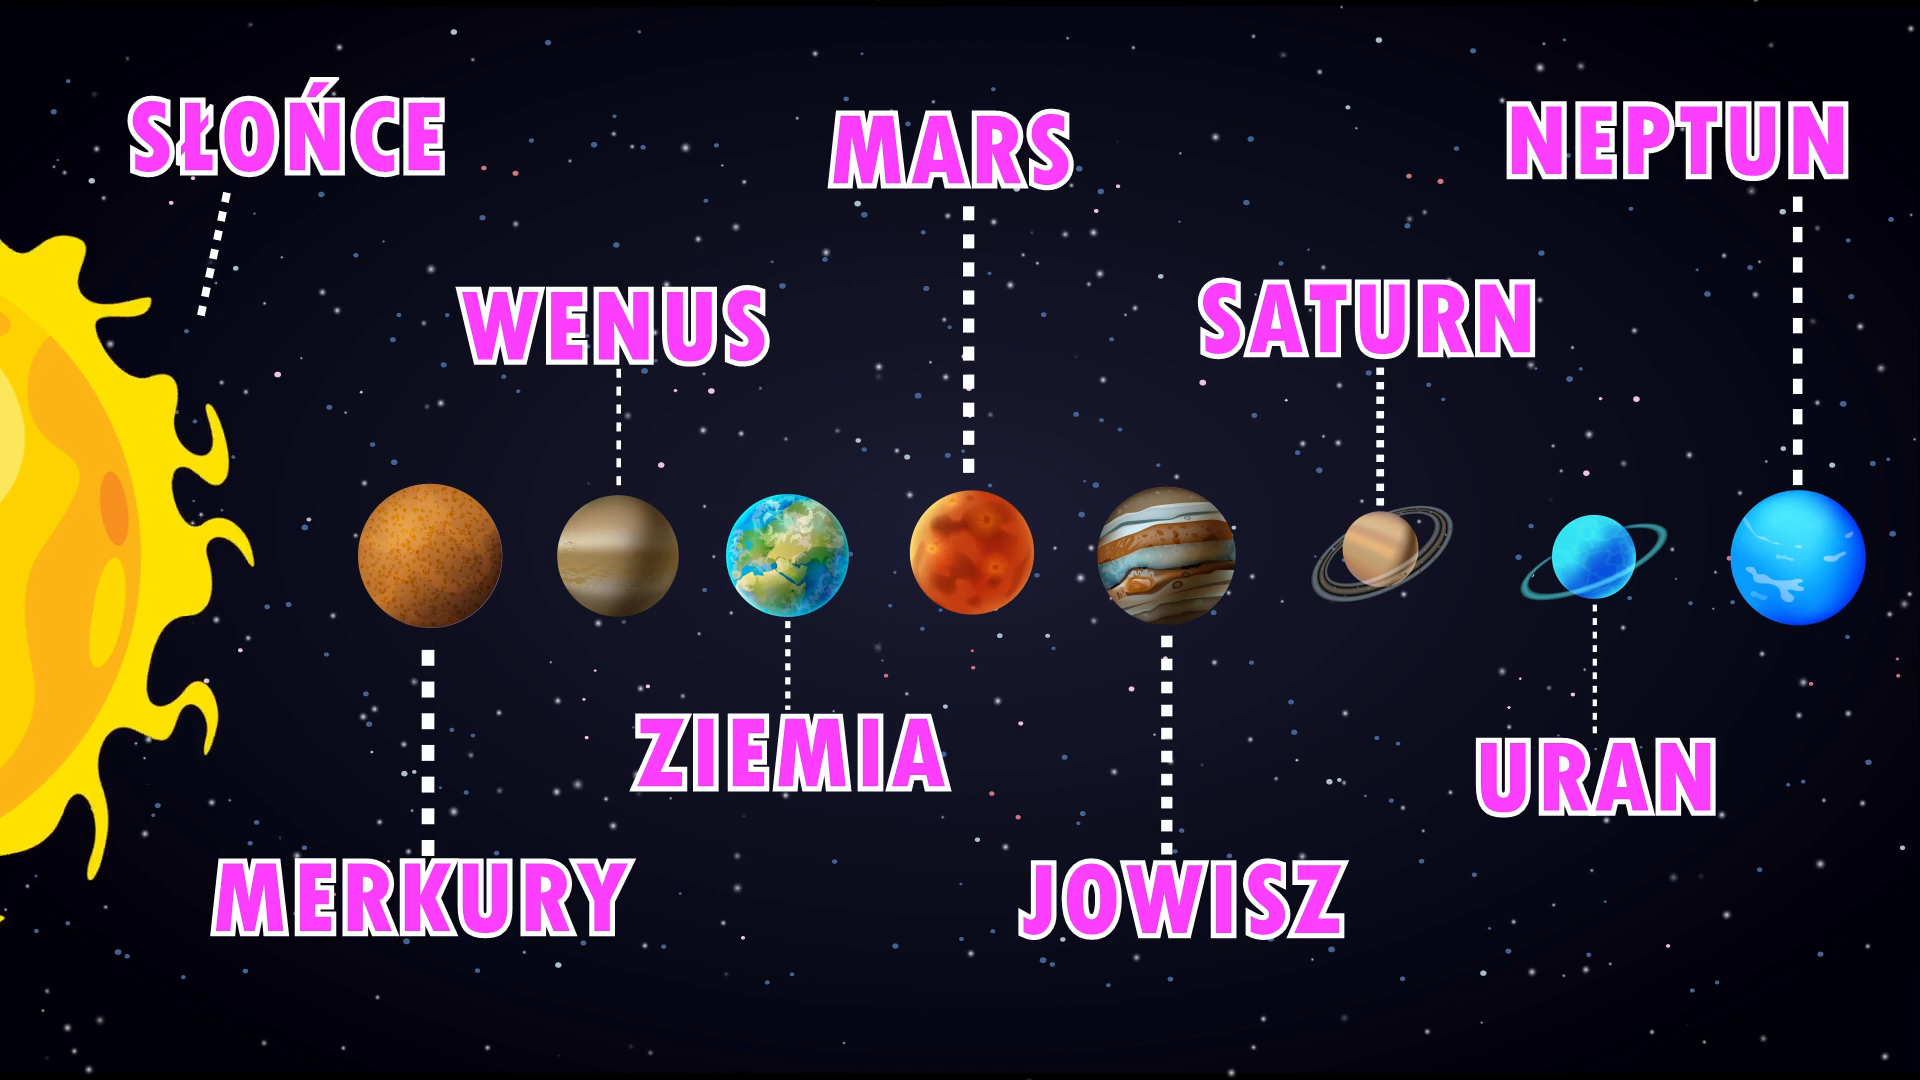 SŁOŃCE
MARS
NEPTUN
WENUS
SATURN
ZIEMIA
URAN
MERKURY
JOWISZ